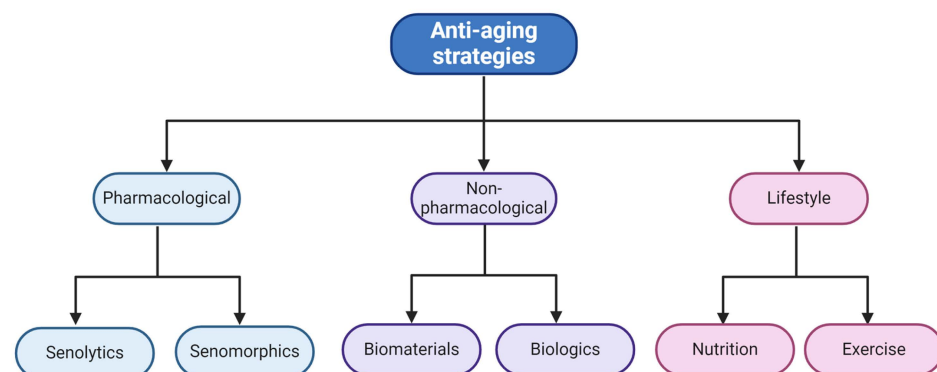 Anti-aging
strategies
Pharmacological
Non-
pharmacological
Lifestyle
Senolytics
Senomorphics
Biomaterials
Biologics
Nutrition
Exercise